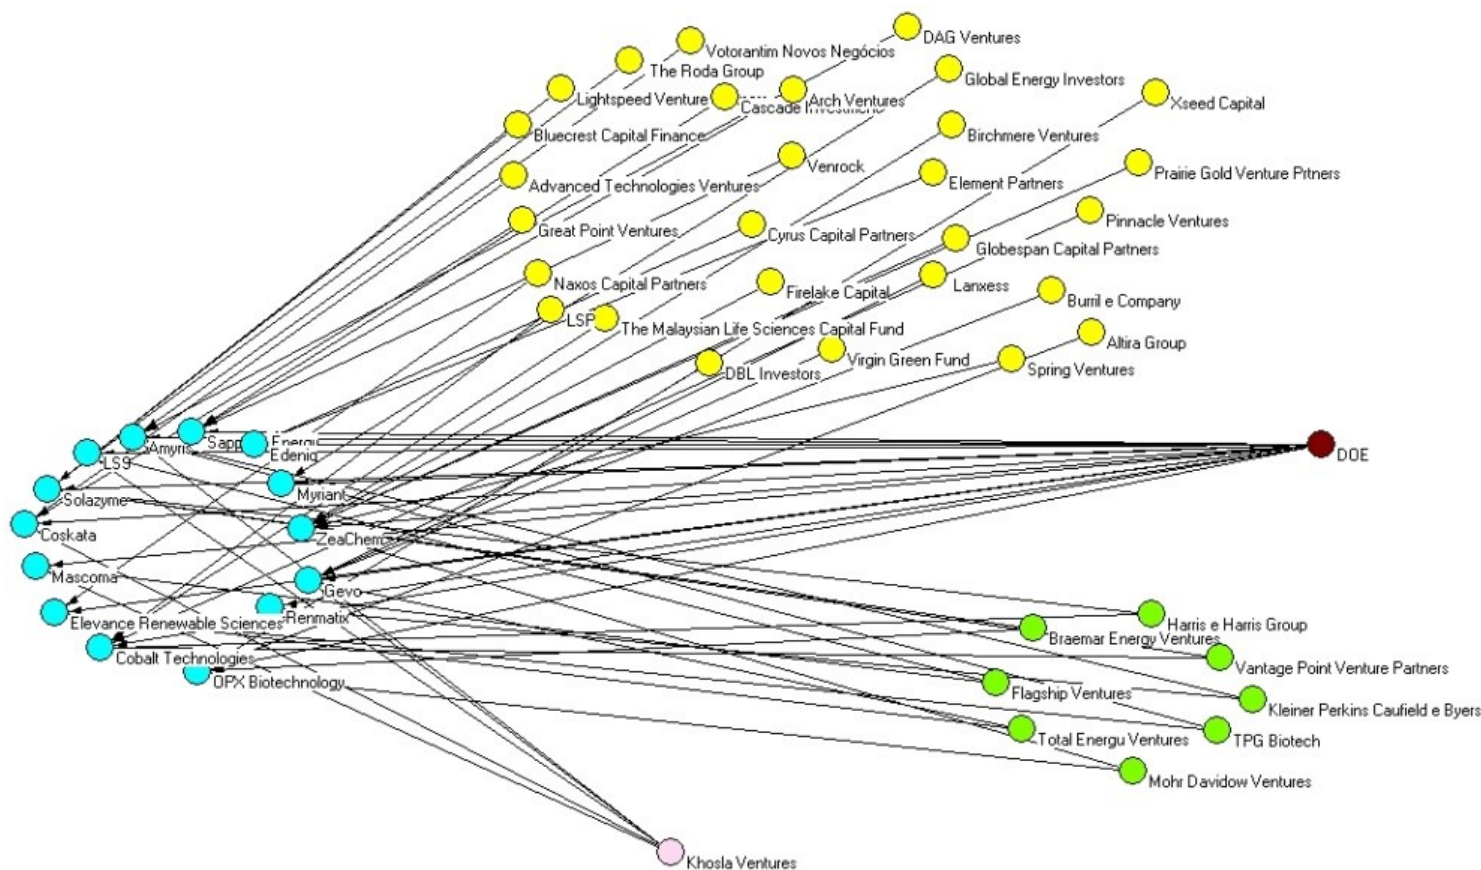 DAG Ventures
Votorantim Novos Negócios
The Roda Group
Global Energy Investors
Lightspeed Venture
Arch Ventures
Cascade
Xseed Capital
Bluecrest Capital Finance
Birchmere Ventures
Venrock
Prairie Gold Venture Prtners
Advanced Technologies Ventures
Element Partners
Pinnacle Ventures
Great Point Ventures
Cyrus Capital Partners
Globespan Capital Partners
Naxos Capital Partners
Firelake Capital
Lanxess
Burril e Company
LSP
The Malaysian Life Sciences Capital Fund
Altira Group
DBL Investors
Virgin Green Fund
Spring Ventures
Amyris
Sapp
Energy
Edeniq
DOE
LS9
Solazyme
Myriant
Coskata
ZeaChem
Mascoma
Gevo
Elevance Renewable Sciences
Renmatix
Harris e Harris Group
Braemar Energy Ventures
Cobalt Technologies
Vantage Point Venture Partners
OPX Biotechnology
Flagship Ventures
Kleiner Perkins Caufield e Byers
Total Energu Ventures
TPG Biotech
Mohr Davidow Ventures
Khosla Ventures